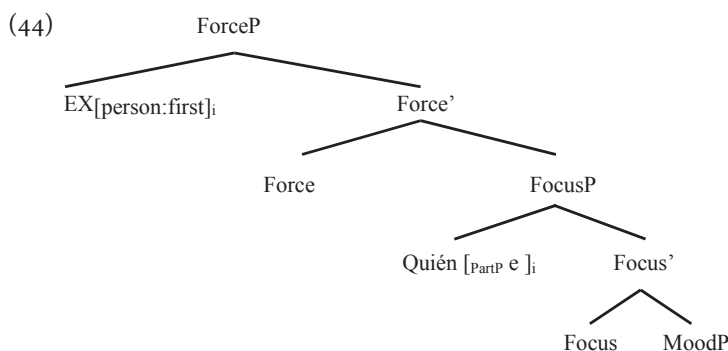 (44) ForceP
EX[person:first]i Force’
Force FocusP
Quién [PartP e ]i Focus’
Focus MoodP